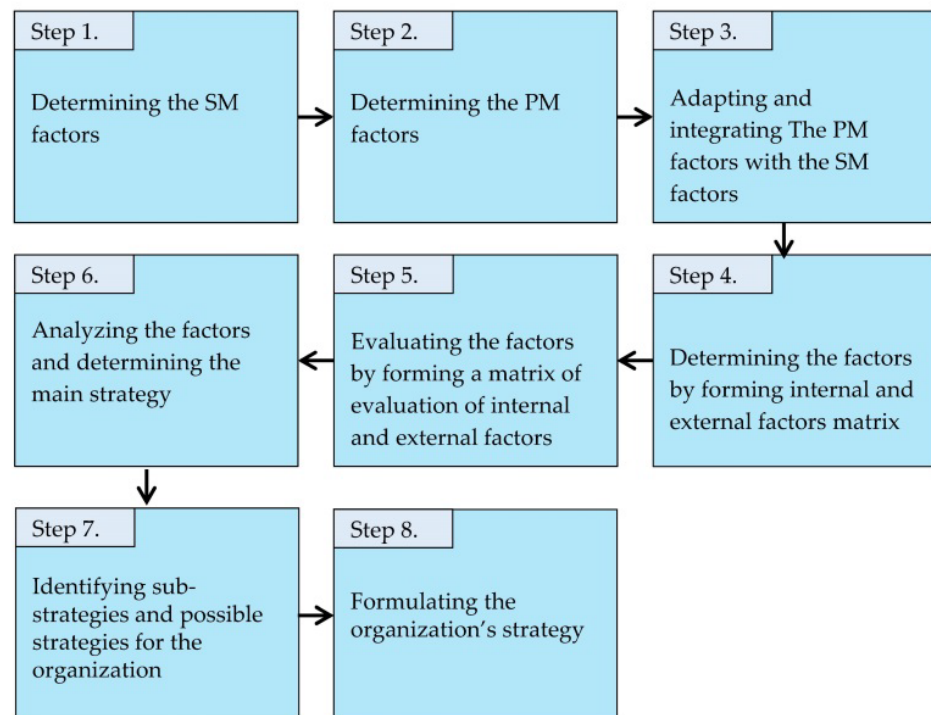 Step 1.
Determining the SM
factors
Step 2.
Determining the PM
factors
Step 3.
Adapting and
integrating The PM
factors with the SM
factors
Step 4.
Determining the factors
by forming internal and
external factors matrix
Step 5.
Evaluating the factors
by forming a matrix of
evaluation of internal
and external factors
Step 6.
Analyzing the factors
and determining the
main strategy
Step 7.
Identifying sub-
strategies and possible
strategies for the
organization
Step 8.
Formulating the
organization’s strategy